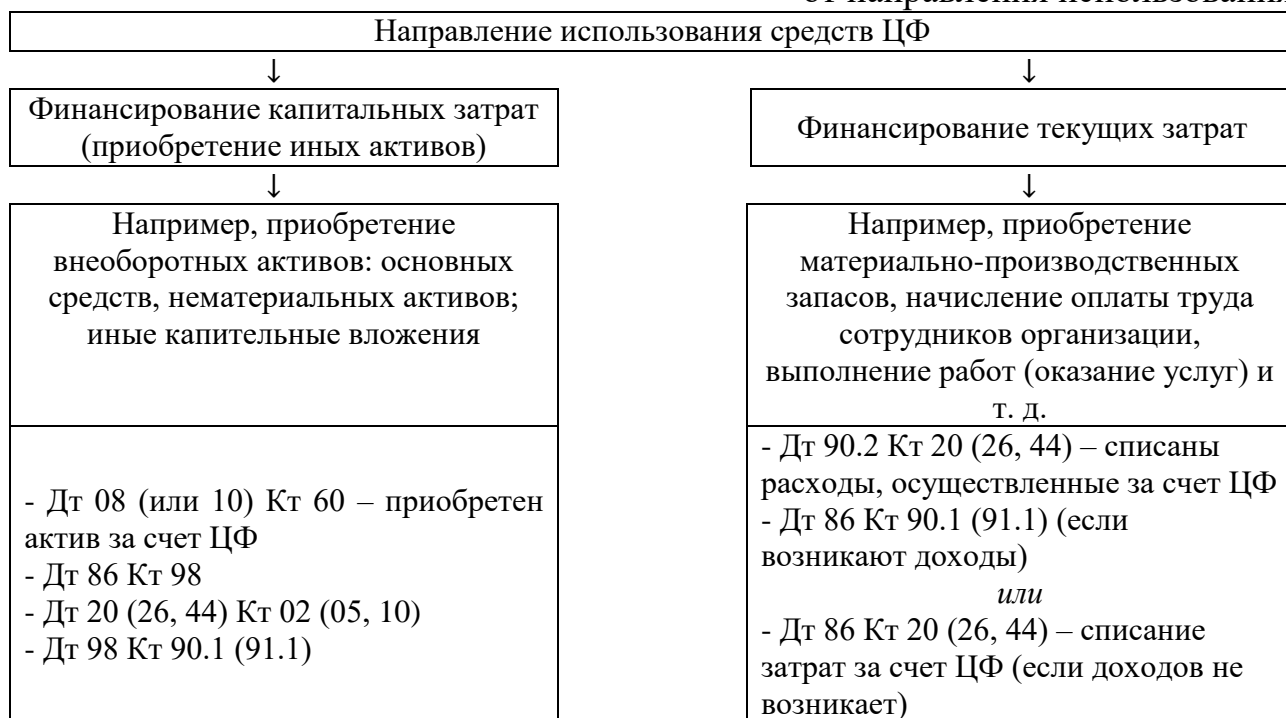 от направления использования
Направление использования средств ЦФ
↓
↓
Финансирование капитальных затрат
(приобретение иных активов)
Финансирование текущих затрат
↓
↓
Например, приобретение
внеоборотных активов: основных
средств, нематериальных активов;
иные капительные вложения
Например, приобретение
материально-производственных
запасов, начисление оплаты труда
сотрудников организации,
выполнение работ (оказание услуг) и
т. д.
- Дт 08 (или 10) Кт 60 – приобретен
актив за счет ЦФ
- Дт 86 Кт 98
- Дт 20 (26, 44) Кт 02 (05, 10)
- Дт 98 Кт 90.1 (91.1)
- Дт 90.2 Кт 20 (26, 44) – списаны
расходы, осуществленные за счет ЦФ
- Дт 86 Кт 90.1 (91.1) (если
возникают доходы)
или
- Дт 86 Кт 20 (26, 44) – списание
затрат за счет ЦФ (если доходов не
возникает)